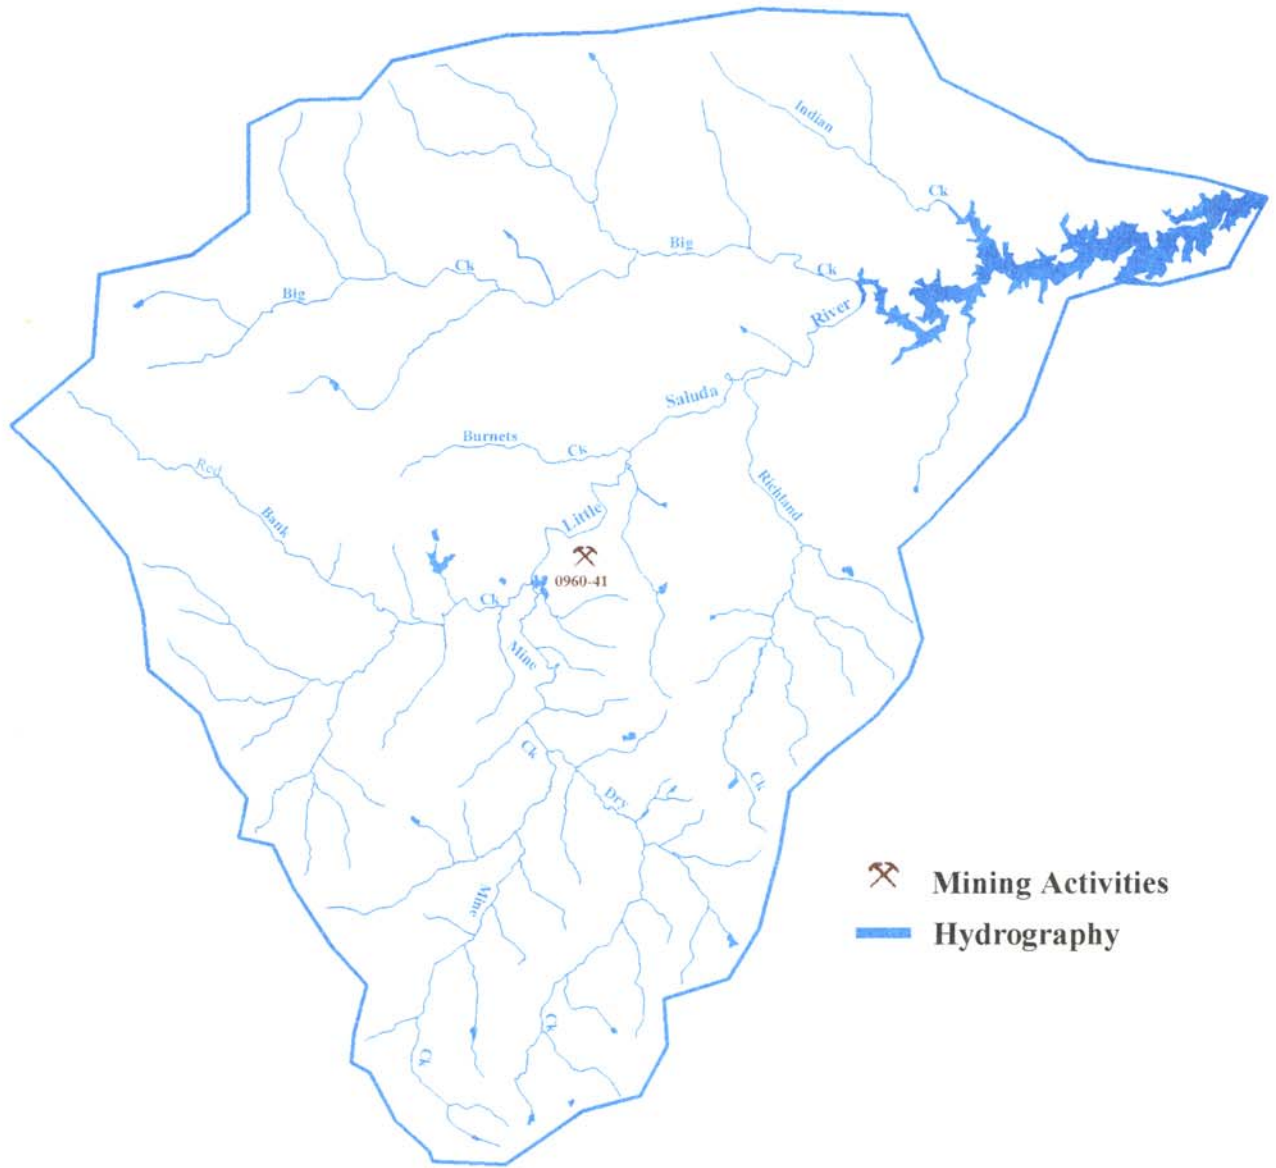 Indian
Ck
Big
Ck
Ck
Big
River
Saluda
Burnets
Ck
Red
Bank
Richland
Little
0960-41
Ck
Mine
Ck
Dry
Ck
Mine
Ck
Ck
Mining Activities
Hydrography